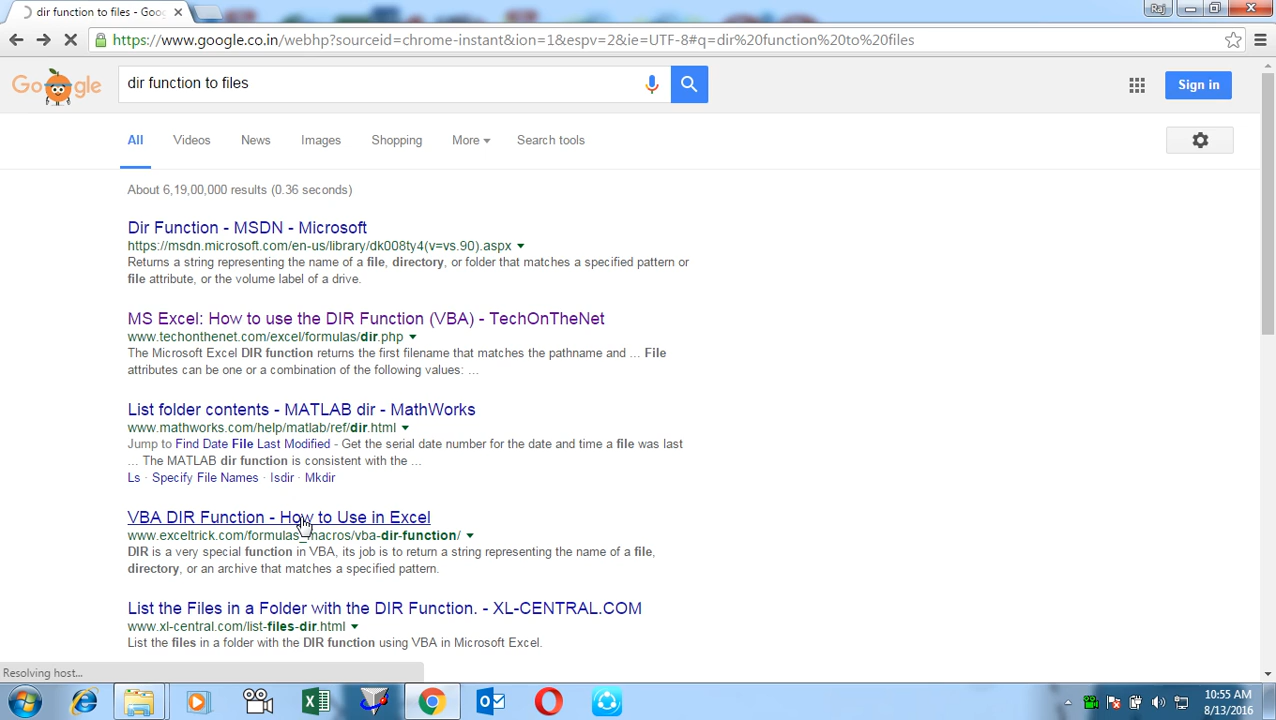 dir function to files - Goo
Raj
https://www.google.co.in/webhp?sourceid=chrome-instant&ion=1&espv=2&ie=UTF-8#q=dir%20function%20to%20files
Google
dir function to files
Sign in
All Videos News Images Shopping More Search tools
About 6,19,00,000 results (0.36 seconds)
Dir Function - MSDN - Microsoft
https://msdn.microsoft.com/en-us/library/dk008ty4(v=vs.90).aspx
Returns a string representing the name of a file, directory, or folder that matches a specified pattern or
file attribute, or the volume label of a drive.
MS Excel: How to use the DIR Function (VBA) - TechOnTheNet
www.techonthenet.com/excel/formulas/dir.php
The Microsoft Excel DIR function returns the first filename that matches the pathname and ... File
attributes can be one or a combination of the following values: ...
List folder contents - MATLAB dir - MathWorks
www.mathworks.com/help/matlab/ref/dir.html
Jump to Find Date File Last Modified - Get the serial date number for the date and time a file was last
... The MATLAB dir function is consistent with the ...
Ls · Specify File Names · Isdir · Mkdir
VBA DIR Function - How to Use in Excel
www.exceltrick.com/formulas_macros/vba-dir-function/
DIR is a very special function in VBA, its job is to return a string representing the name of a file,
directory, or an archive that matches a specified pattern.
List the Files in a Folder with the DIR Function. - XL-CENTRAL.COM
www.xl-central.com/list-files-dir.html
List the files in a folder with the DIR function using VBA in Microsoft Excel.
Resolving host...
10:55 AM
8/13/2016